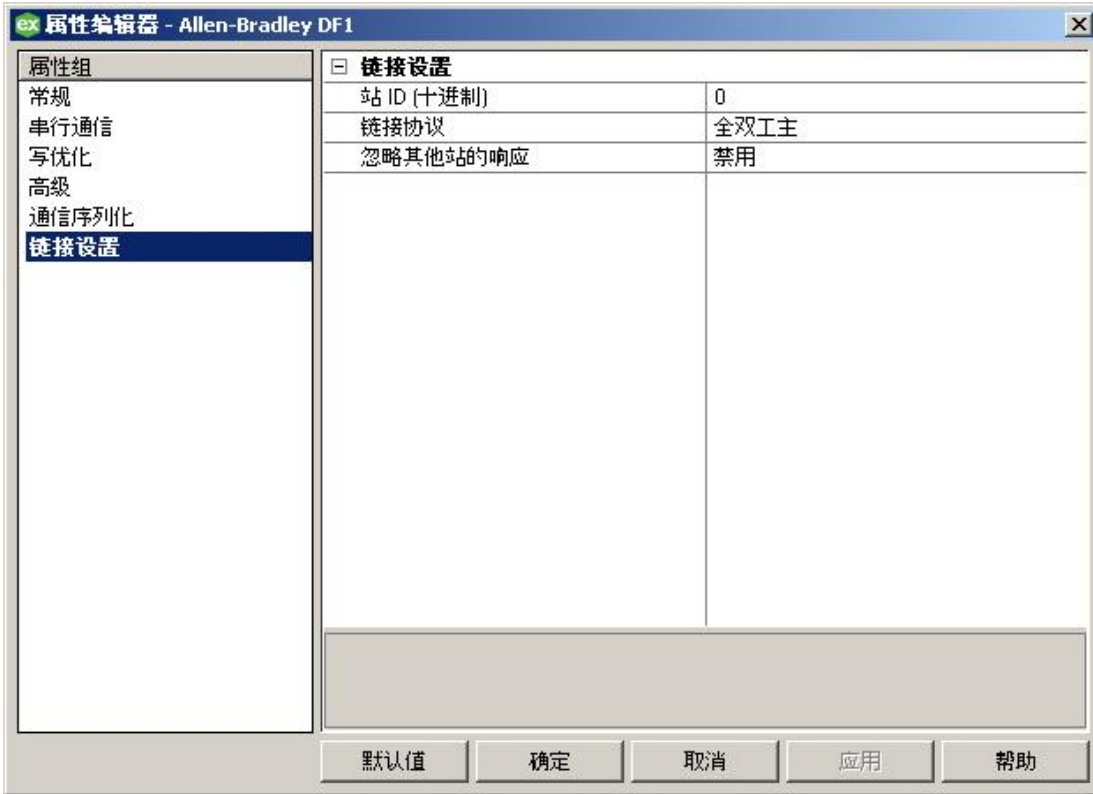 ex 属性编辑器 - Allen-Bradley DF1
属性组
常规
串行通信
写优化
高级
通信序列化
链接设置
链接设置
站 ID (十进制) 0
链接协议 全双工主
忽略其他站的响应 禁用
默认值 确定 取消 应用 帮助